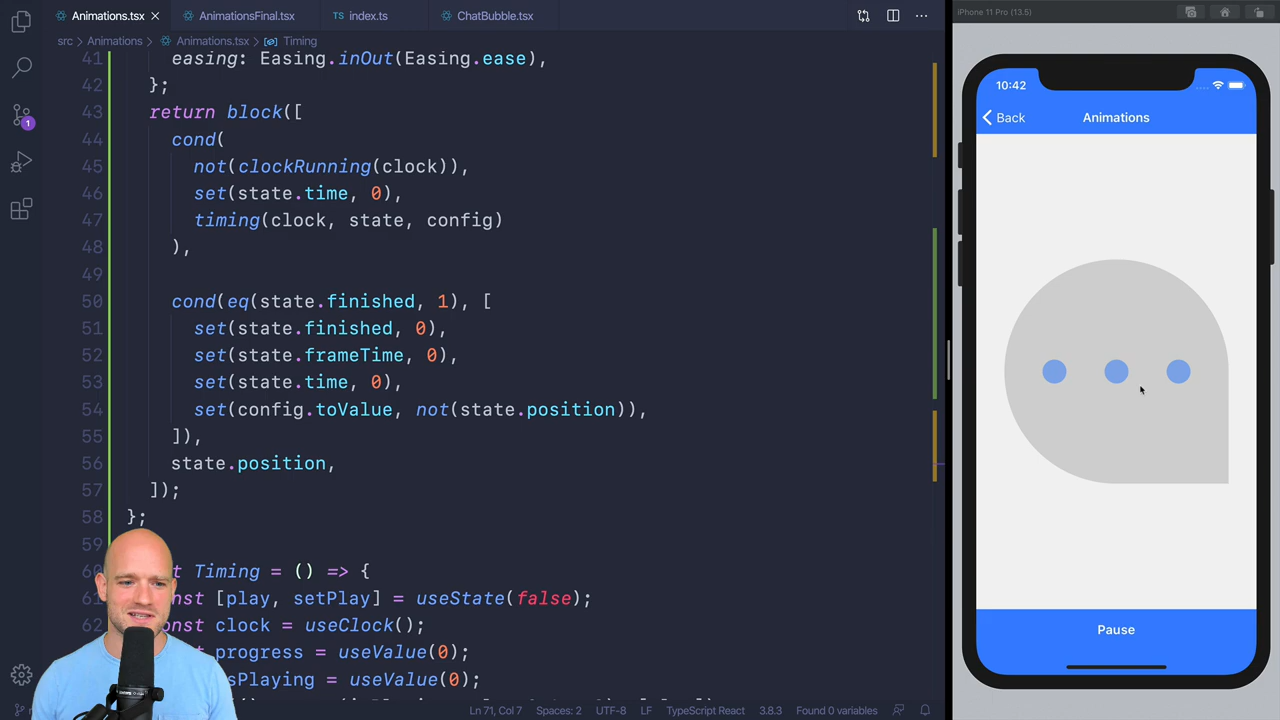 Animations.tsx
AnimationsFinal.tsx
TS index.ts
ChatBubble.tsx
src > Animations > Animations.tsx > Timing
41 easing: Easing.inOut(Easing.ease),
42 };
43 return block([
44 cond(
45 not(clockRunning(clock)),
46 set(state.time, 0),
47 timing(clock, state, config)
48 ),
49
50 cond(eq(state.finished, 1), [
51 set(state.finished, 0),
52 set(state.frameTime, 0),
53 set(state.time, 0),
54 set(config.toValue, not(state.position)),
55 ]),
56 state.position,
57 ]);
58 };
59
Timing = () => {
[play, setPlay] = useState(false);
clock = useClock();
progress = useValue(0);
= useValue(0);
1
Ln 71, Col 7
Spaces: 2
UTF-8
LF
TypeScript React
3.8.3
Found 0 variables
iPhone 11 Pro (13.5)
10:42
Back
Animations
Pause